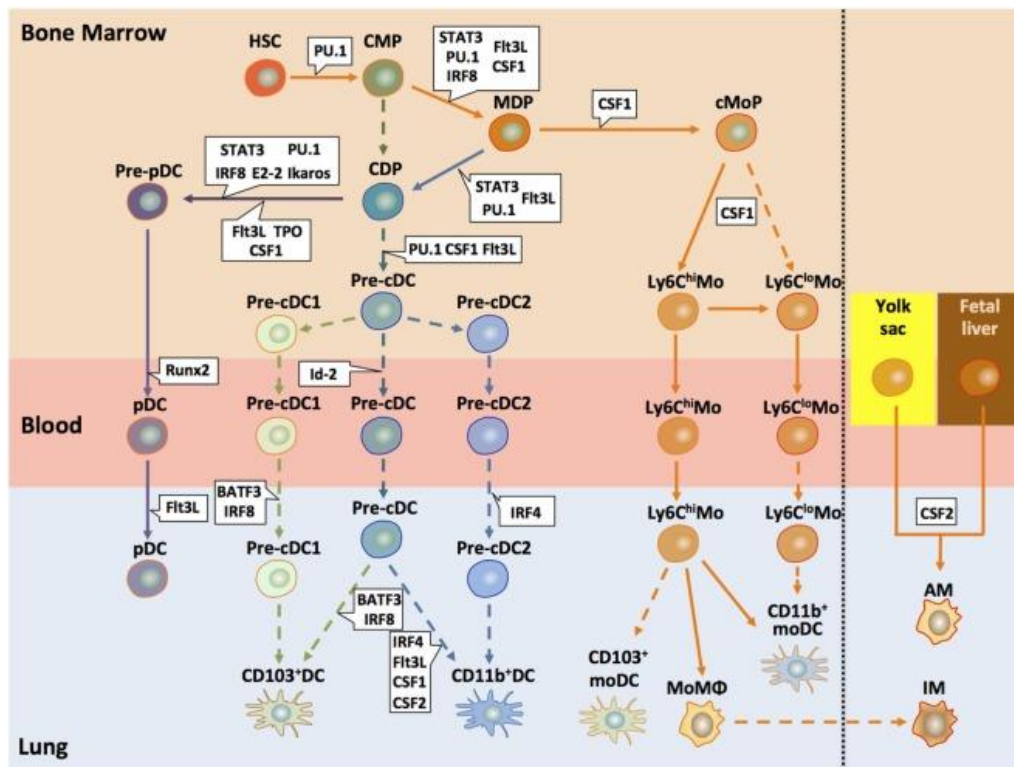 Bone Marrow
HSC
PU.1
CMP
STAT3
PU.1
IRF8
Flt3L
CSF1
MDP
CSF1
cMoP
Pre-pDC
STAT3 PU.1
IRF8 E2-2 Ikaros
Flt3L TPO
CSF1
CDP
STAT3
PU.1
Flt3L
CSF1
PU.1 CSF1 Flt3L
Pre-cDC1
Pre-cDC
Pre-cDC2
Ly6ChiMo
Ly6CloMo
Yolk
sac
Fetal
liver
Runx2
Id-2
Blood
pDC
Pre-cDC1
Pre-cDC
Pre-cDC2
Ly6ChiMo
Ly6CloMo
Flt3L
BATF3
IRF8
IRF4
CSF2
pDC
Pre-cDC1
Pre-cDC
Pre-cDC2
Ly6ChiMo
Ly6CloMo
BATF3
IRF8
IRF4
Flt3L
CSF1
CSF2
AM
CD11b+
moDC
CD103+DC
CD11b+DC
CD103+
moDC
MoMΦ
IM
Lung